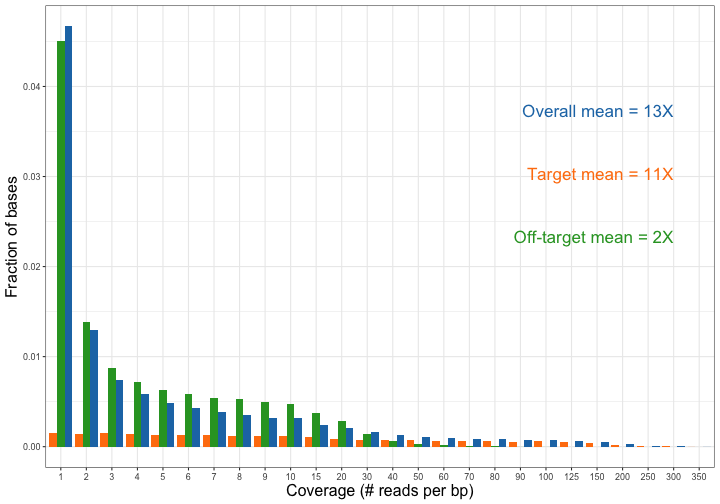 0.04
0.03
0.02
0.01
0.00
Fraction of bases
Overall mean = 13X
Target mean = 11X
Off-target mean = 2X
1 2 3 4 5 6 7 8 9 10 15 20 30 40 50 60 70 80 90 100 120 150 200 250 300 350
Coverage (# reads per bp)